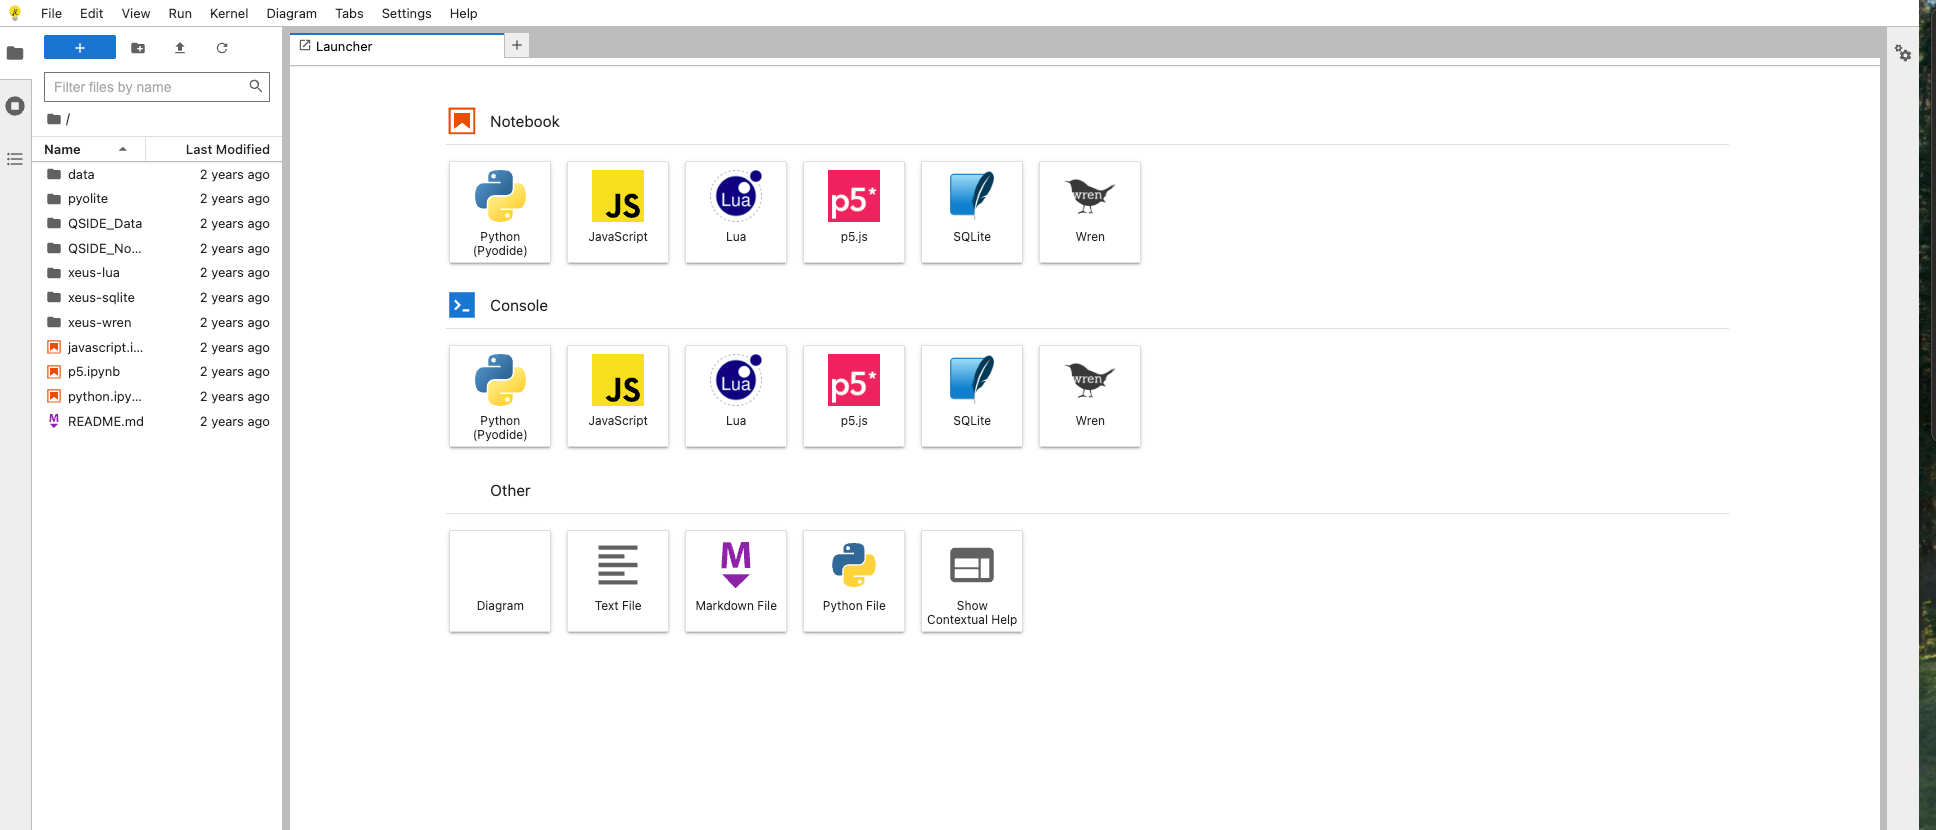 File Edit View Run Kernel Diagram Tabs Settings Help
+
Filter files by name
/
Name Last Modified
data 2 years ago
pyolite 2 years ago
QSIDE_Data 2 years ago
QSIDE_No... 2 years ago
xeus-lua 2 years ago
xeus-sqlite 2 years ago
xeus-wren 2 years ago
javascript.i... 2 years ago
p5.ipynb 2 years ago
python.ipy... 2 years ago
M README.md 2 years ago
Launcher +
Notebook
JS Lua p5* wren
Python JavaScript Lua p5.js SQLite Wren
(Pyodide)
Console
JS Lua p5* wren
Python JavaScript Lua p5.js SQLite Wren
(Pyodide)
Other
M
Diagram Text File Markdown File Python File Show
Contextual Help